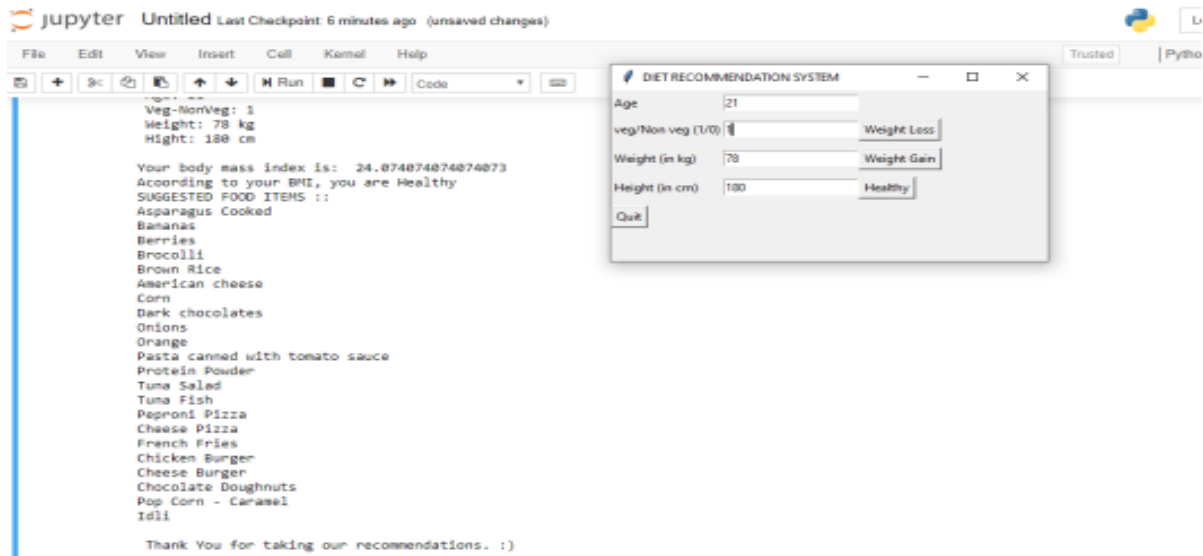 jupyter Untitled Last Checkpoint: 6 minutes ago (unsaved changes)
File Edit View Insert Cell Kernel Help
Trusted
Run Code
Veg-NonVeg: 1
Weight: 78 kg
Hight: 180 cm
Your body mass index is: 24.074074074074073
According to your BMI, you are Healthy
SUGGESTED FOOD ITEMS ::
Asparagus Cooked
Bananas
Berries
Brocolli
Brown Rice
American cheese
Corn
Dark chocolates
Onions
Orange
Pasta canned with tomato sauce
Protein Powder
Tuna Salad
Tuna Fish
Peproni Pizza
Cheese Pizza
French Fries
Chicken Burger
Cheese Burger
Chocolate Doughnuts
Pop Corn - Caramel
Idli
Thank You for taking our recommendations. :)
DIET RECOMMENDATION SYSTEM
Age 21
veg/Non veg (1/0) 1 Weight Loss
Weight (in kg) 78 Weight Gain
Height (in cm) 180 Healthy
Quit